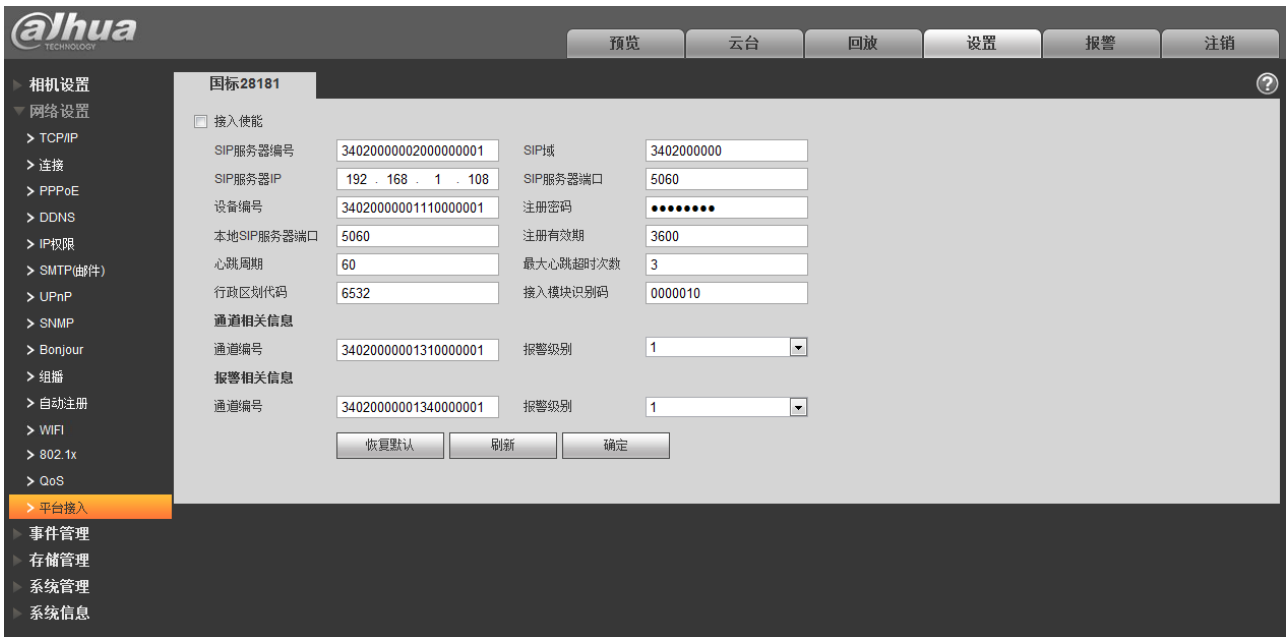 alhua
TECHNOLOGY
预览 云台 回放 设置 报警 注销
相机设置
网络设置
> TCP/IP
> 连接
> PPPoE
> DDNS
> IP权限
> SMTP(邮件)
> UPnP
> SNMP
> Bonjour
> 组播
> 自动注册
> WIFI
> 802.1x
> QoS
> 平台接入
事件管理
存储管理
系统管理
系统信息
国标28181
?
接入使能
SIP服务器编号 34020000002000000001 SIP域 3402000000
SIP服务器IP 192 . 168 . 1 . 108 SIP服务器端口 5060
设备编号 34020000001110000001 注册密码 ●●●●●●●●
本地SIP服务器端口 5060 注册有效期 3600
心跳周期 60 最大心跳超时次数 3
行政区划代码 6532 接入模块识别码 0000010
通道相关信息
通道编号 34020000001310000001 报警级别 1
报警相关信息
通道编号 34020000001340000001 报警级别 1
恢复默认 刷新 确定